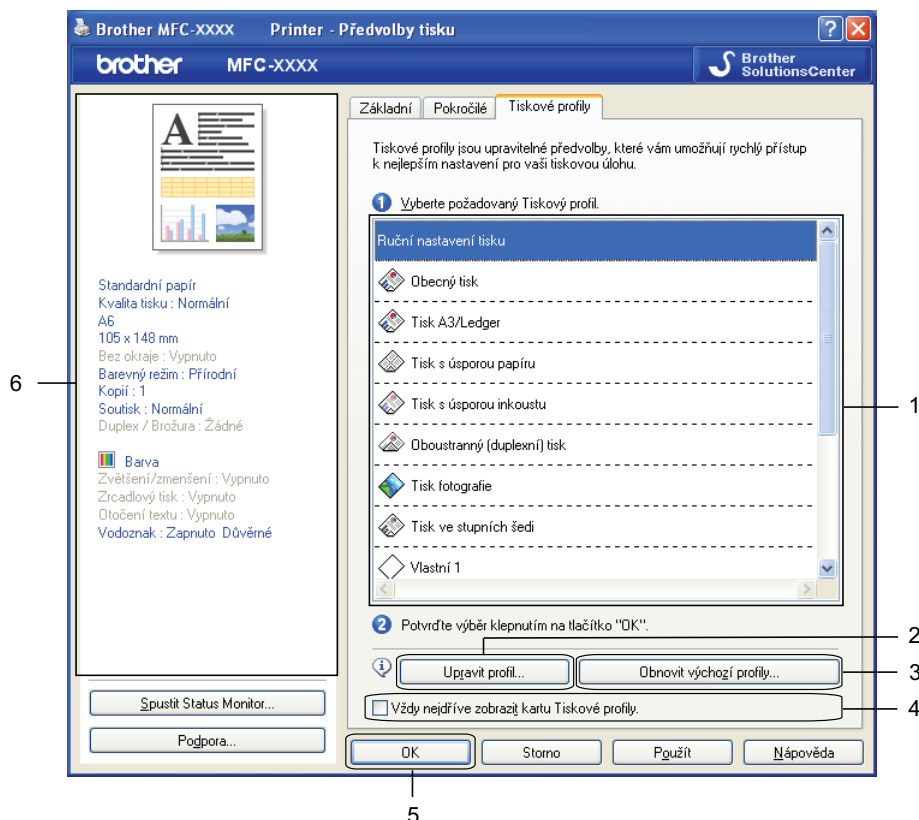 Brother MFC-XXXX Printer - Předvolby tisku
brother MFC-XXXX
Brother
SolutionsCenter
A
Standardní papír
Kvalita tisku : Normální
A6
105 x 148 mm
Bez okraje : Vypnuto
Barevný režim : Přírodní
Kopií : 1
Soutisk : Normální
Duplex / Brožura : Žádné
Barva
Zvětšení/zmenšení : Vypnuto
Zrcadlový tisk : Vypnuto
Otočení textu : Vypnuto
Vodoznak : Zapnuto Důvěrné
6
Spustit Status Monitor...
Podpora...
Základní Pokročilé Tiskové profily
Tiskové profily jsou upravitelné předvolby, které vám umožňují rychlý přístup
k nejlepším nastavení pro vaši tiskovou úlohu.
1 Vyberte požadovaný Tiskový profil.
Ruční nastavení tisku
Obecný tisk
Tisk A3/Ledger
Tisk s úsporou papíru
Tisk s úsporou inkoustu
Oboustranný (duplexní) tisk
Tisk fotografie
Tisk ve stupních šedi
Vlastní 1
1
2 Potvrďte výběr klepnutím na tlačítko "OK".
2
Upravit profil... Obnovit výchozí profily...
3
Vždy nejdříve zobrazit kartu Tiskové profily.
4
OK Storno Použít Nápověda
5